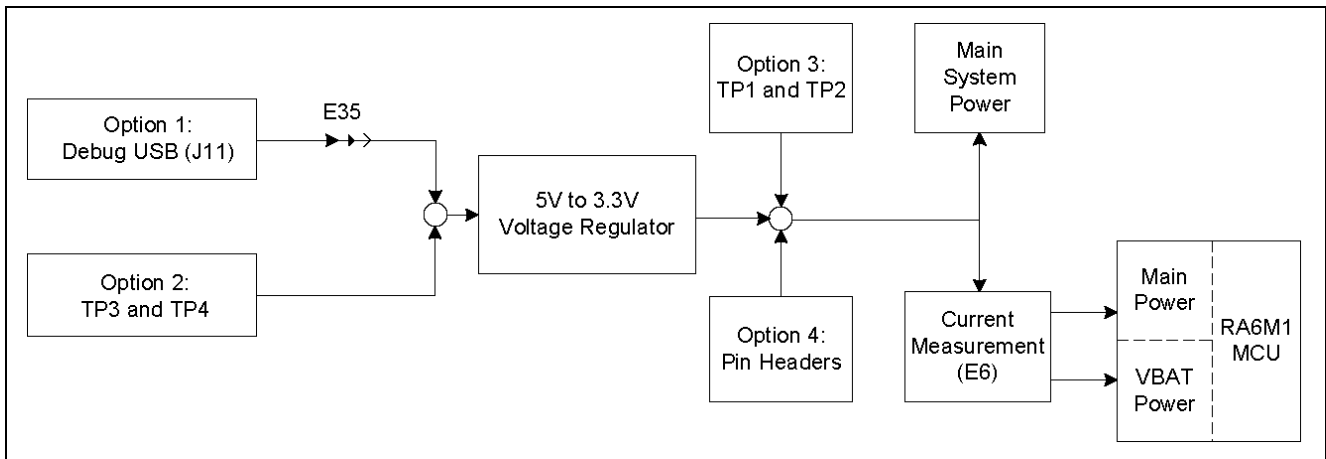 Option 1:
Debug USB (J11)
E35
Option 2:
TP3 and TP4
5V to 3.3V
Voltage Regulator
Option 3:
TP1 and TP2
Option 4:
Pin Headers
Main
System
Power
Current
Measurement
(E6)
Main
Power
VBAT
Power
RA6M1
MCU